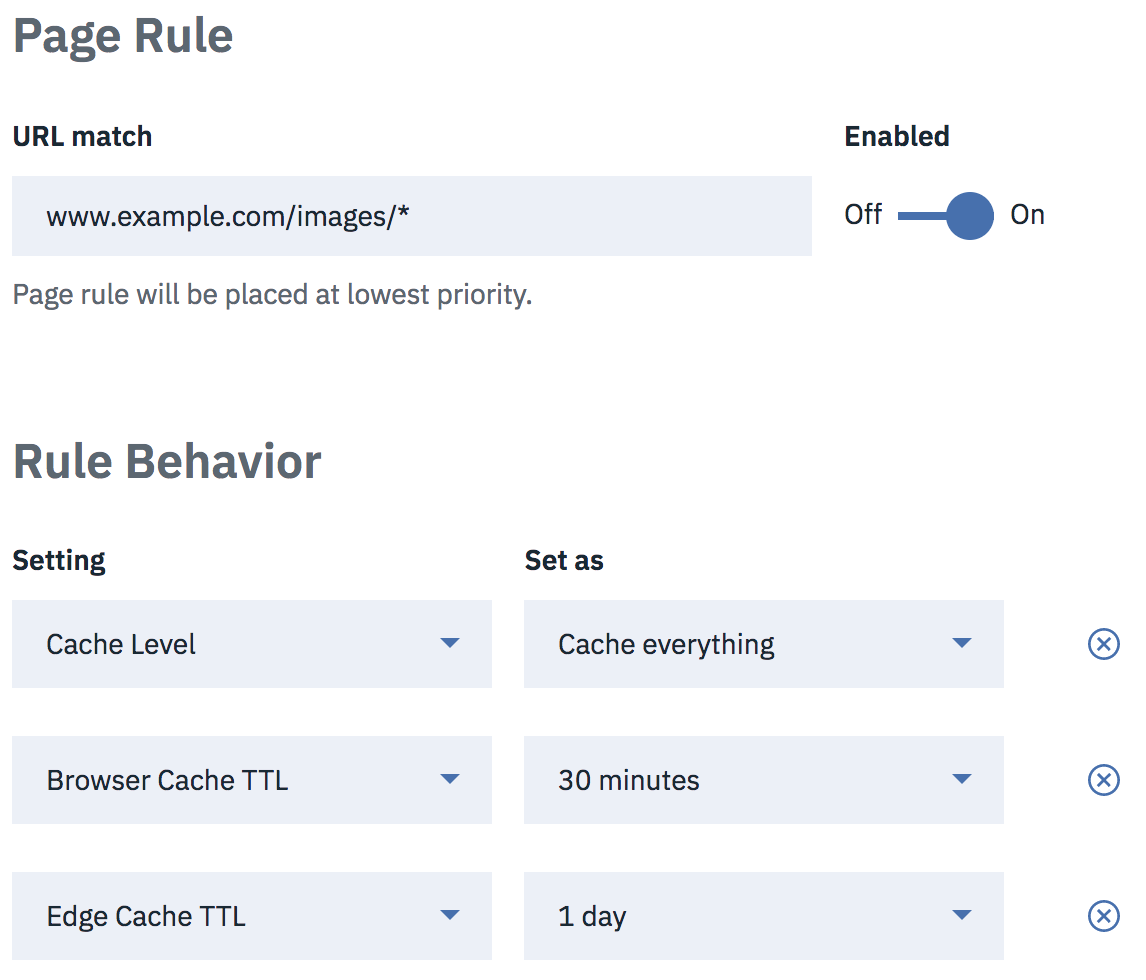 Page Rule
URL match
Enabled
www.example.com/images/*
Off
On
Page rule will be placed at lowest priority.
Rule Behavior
Setting
Set as
Cache Level
Cache everything
Browser Cache TTL
30 minutes
Edge Cache TTL
1 day